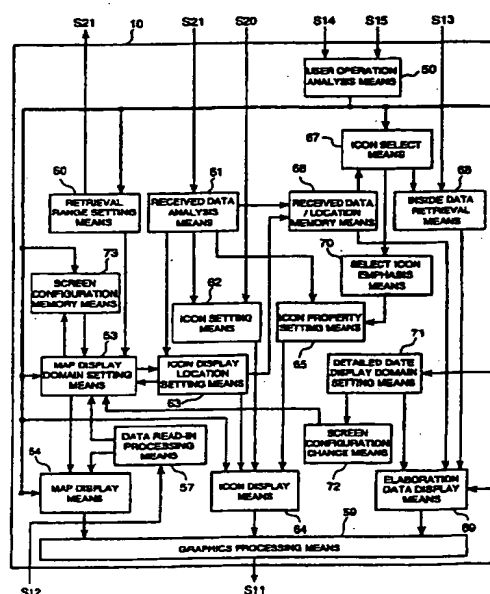 S21
10
S21
S20
S14
S15
S13
USER OPERATION
ANALYSIS MEANS
50
67
ICON SELECT
MEANS
60
RETRIEVAL
RANGE SETTING
MEANS
61
RECEIVED DATA
ANALYSIS
MEANS
66
RECEIVED DATA
/ LOCATION
MEMORY MEANS
68
INSIDE DATA
RETRIEVAL
MEANS
73
SCREEN
CONFIGURATION
MEMORY MEANS
62
ICON SETTING
MEANS
70
SELECT ICON
EMPHASIS
MEANS
ICON PROPERTY
SETTING MEANS
65
71
DETAILED DATE
DISPLAY DOMAIN
SETTING MEANS
53
MAP DISPLAY
DOMAIN SETTING
MEANS
ICON DISPLAY
LOCATION
SETTING MEANS
63
SCREEN
CONFIGURATION
CHANGE MEANS
72
54
MAP DISPLAY
MEANS
DATA READ-IN
PROCESSING
MEANS
57
ICON DISPLAY
MEANS
64
ELABORATION
DATA DISPLAY
MEANS
69
59
GRAPHICS PROCESSING MEANS
S12
S11